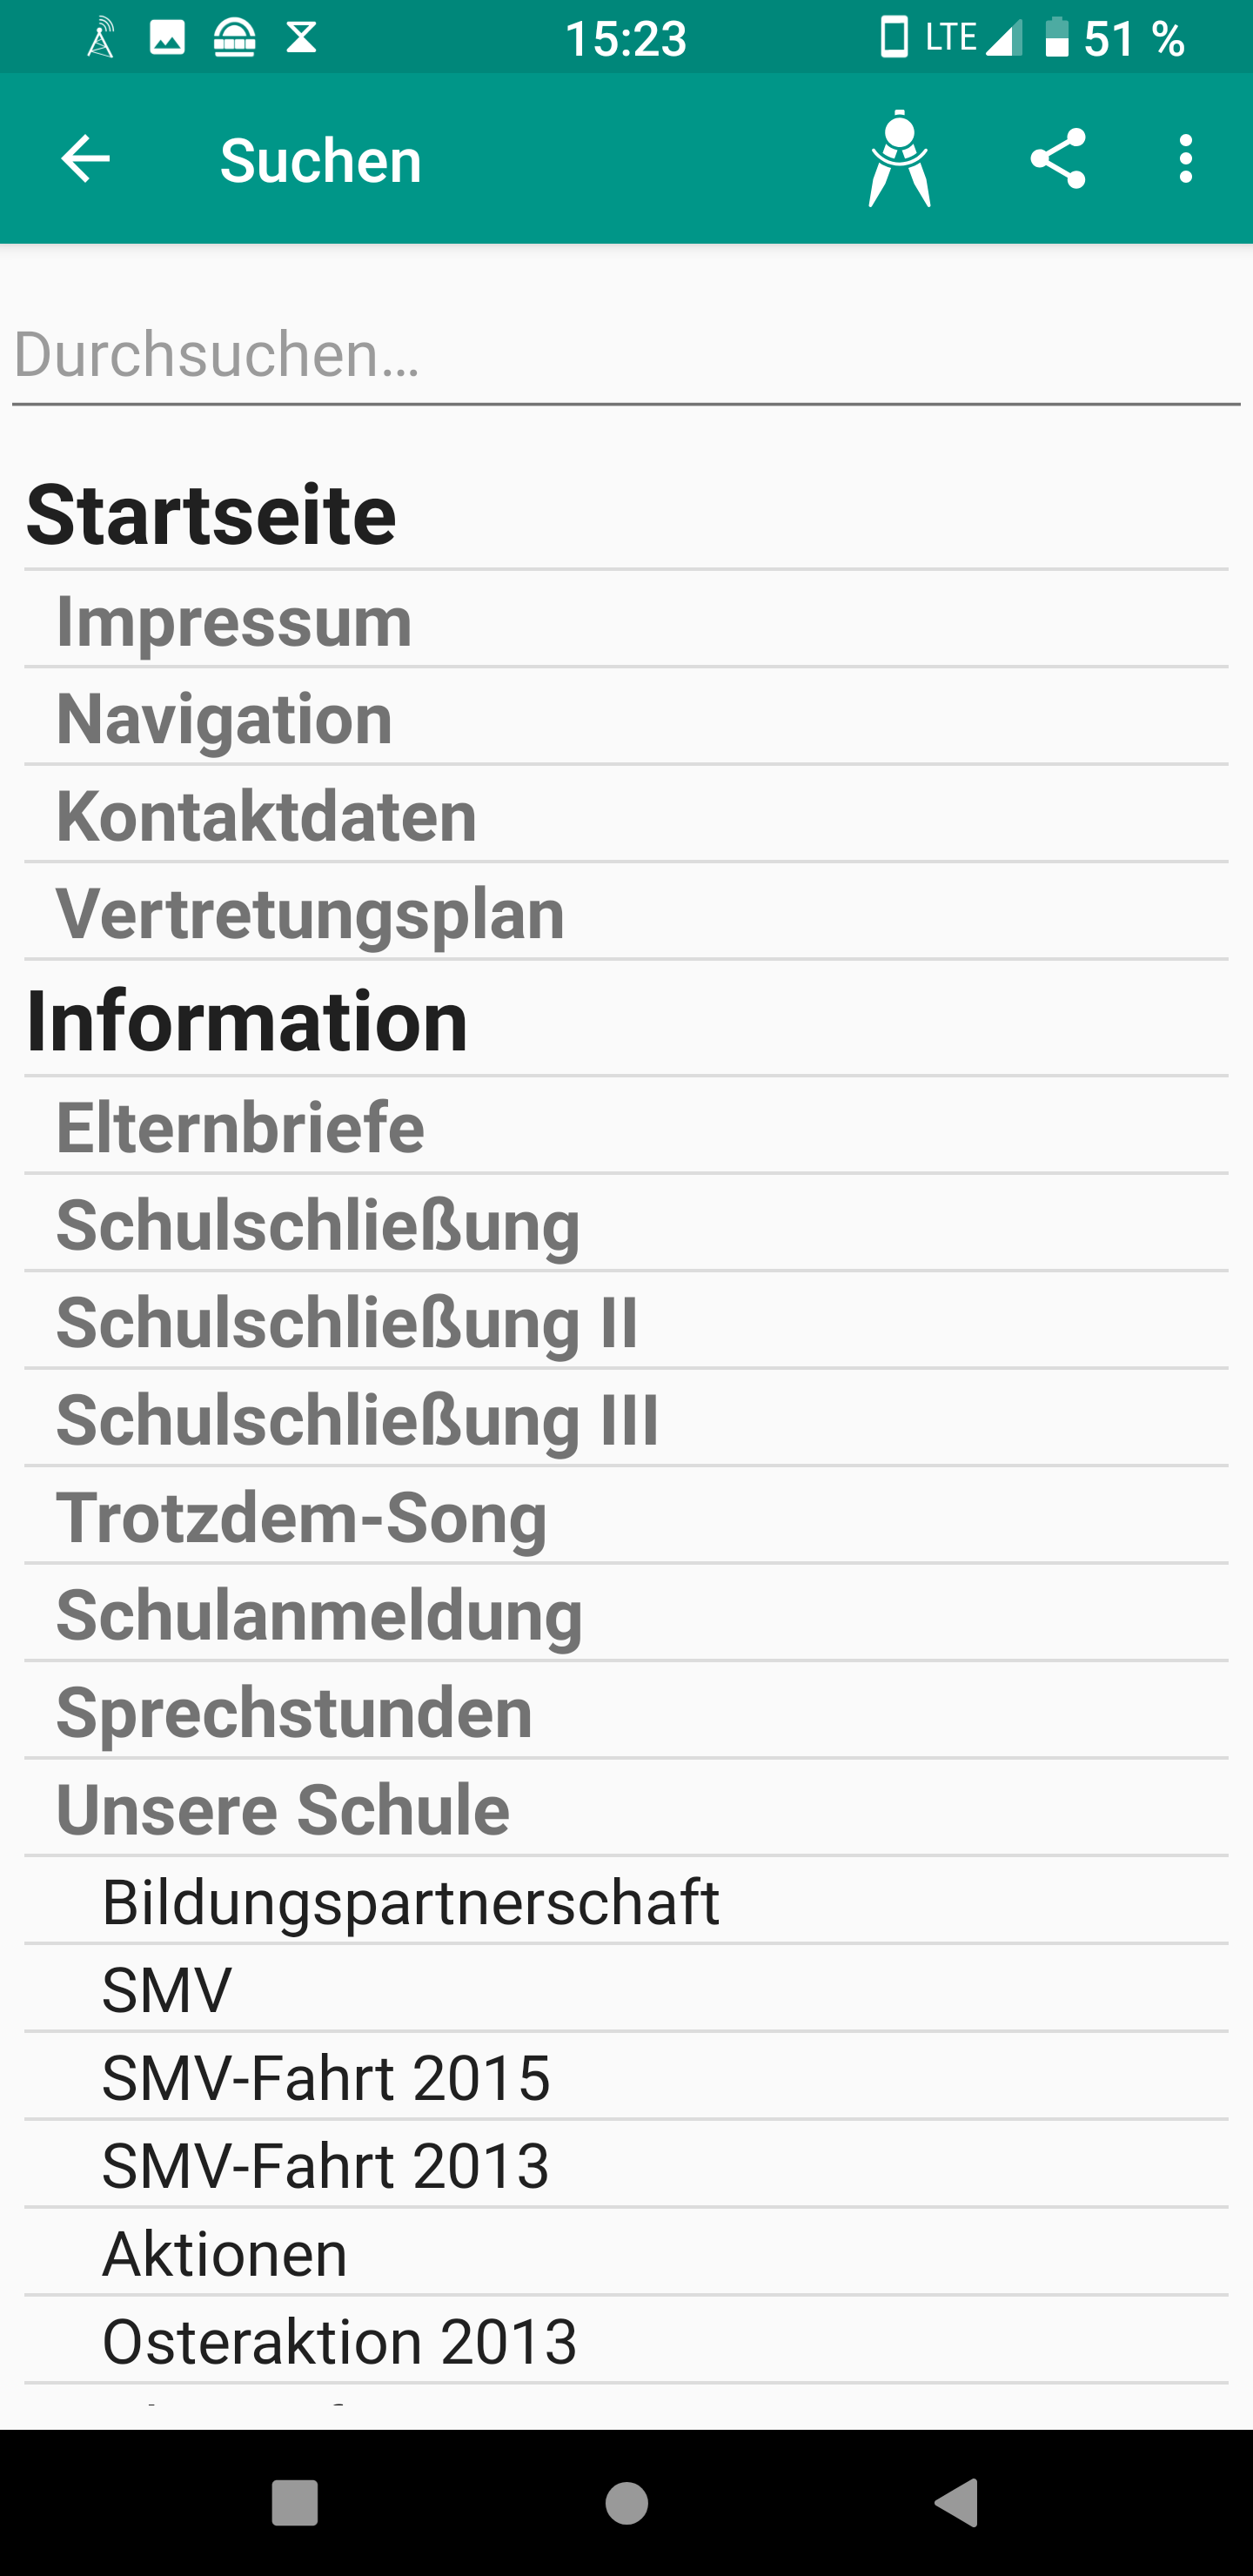 15:23 LTE 51 %
Suchen
Durchsuchen...
Startseite
Impressum
Navigation
Kontaktdaten
Vertretungsplan
Information
Elternbriefe
Schulschließung
Schulschließung II
Schulschließung III
Trotzdem-Song
Schulanmeldung
Sprechstunden
Unsere Schule
Bildungspartnerschaft
SMV
SMV-Fahrt 2015
SMV-Fahrt 2013
Aktionen
Osteraktion 2013